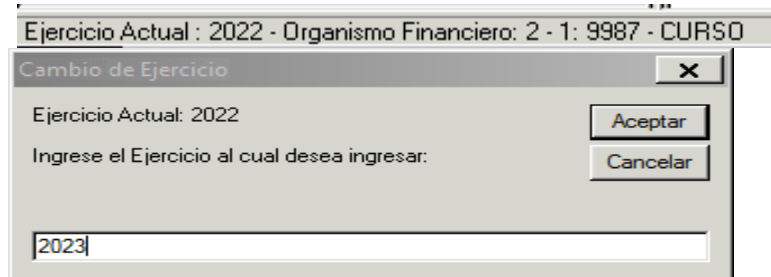 Ejercicio Actual : 2022 - Organismo Financiero: 2 - 1: 9987 - CURSO
Cambio de Ejercicio
Ejercicio Actual: 2022
Aceptar
Ingrese el Ejercicio al cual desea ingresar:
Cancelar
2023